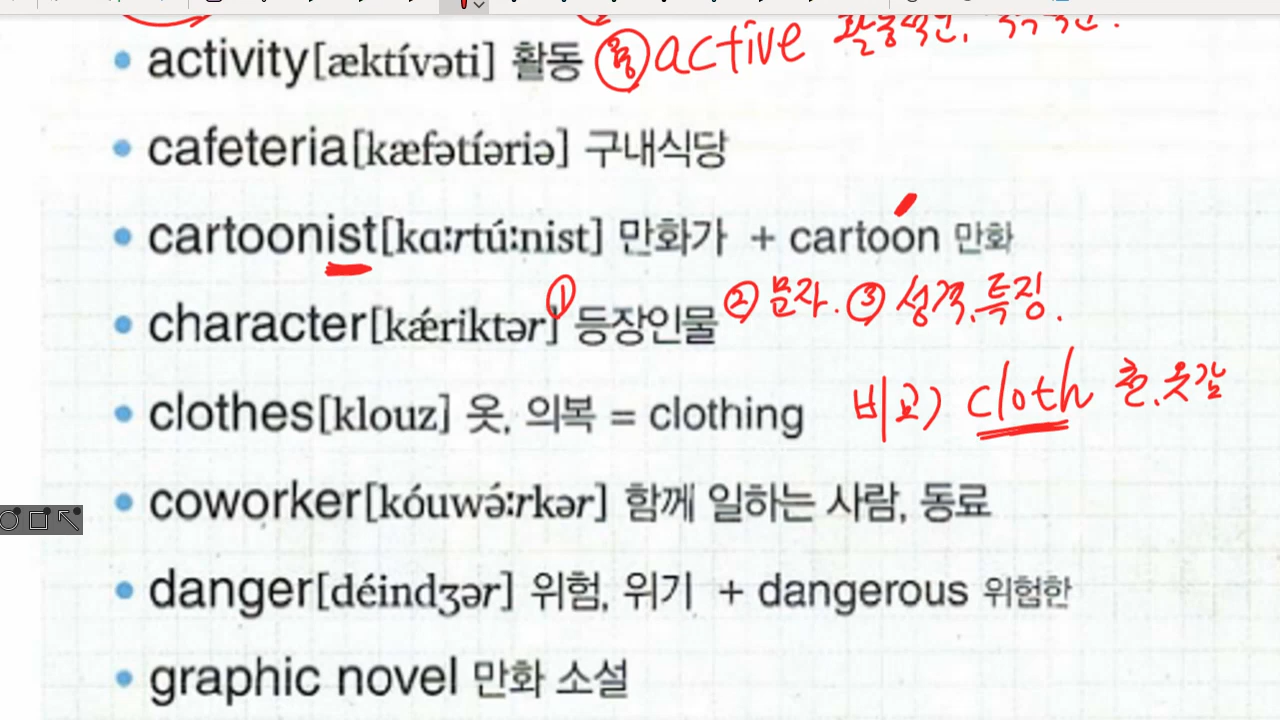 activity[æktívəti] 활동 형 active 활동적인,
cafeteria[kæfətíəriə] 구내식당
cartoonist[kɑːrtúːnist] 만화가 + cartoon 만화
character[kǽriktər] ① 등장인물 ② 문자. ③ 성격, 특징.
clothes[klouz] 옷, 의복 = clothing 비교) cloth 천, 옷감
coworker[kóuwə́ːrkər] 함께 일하는 사람, 동료
danger[déindʒər] 위험, 위기 + dangerous 위험한
graphic novel 만화 소설